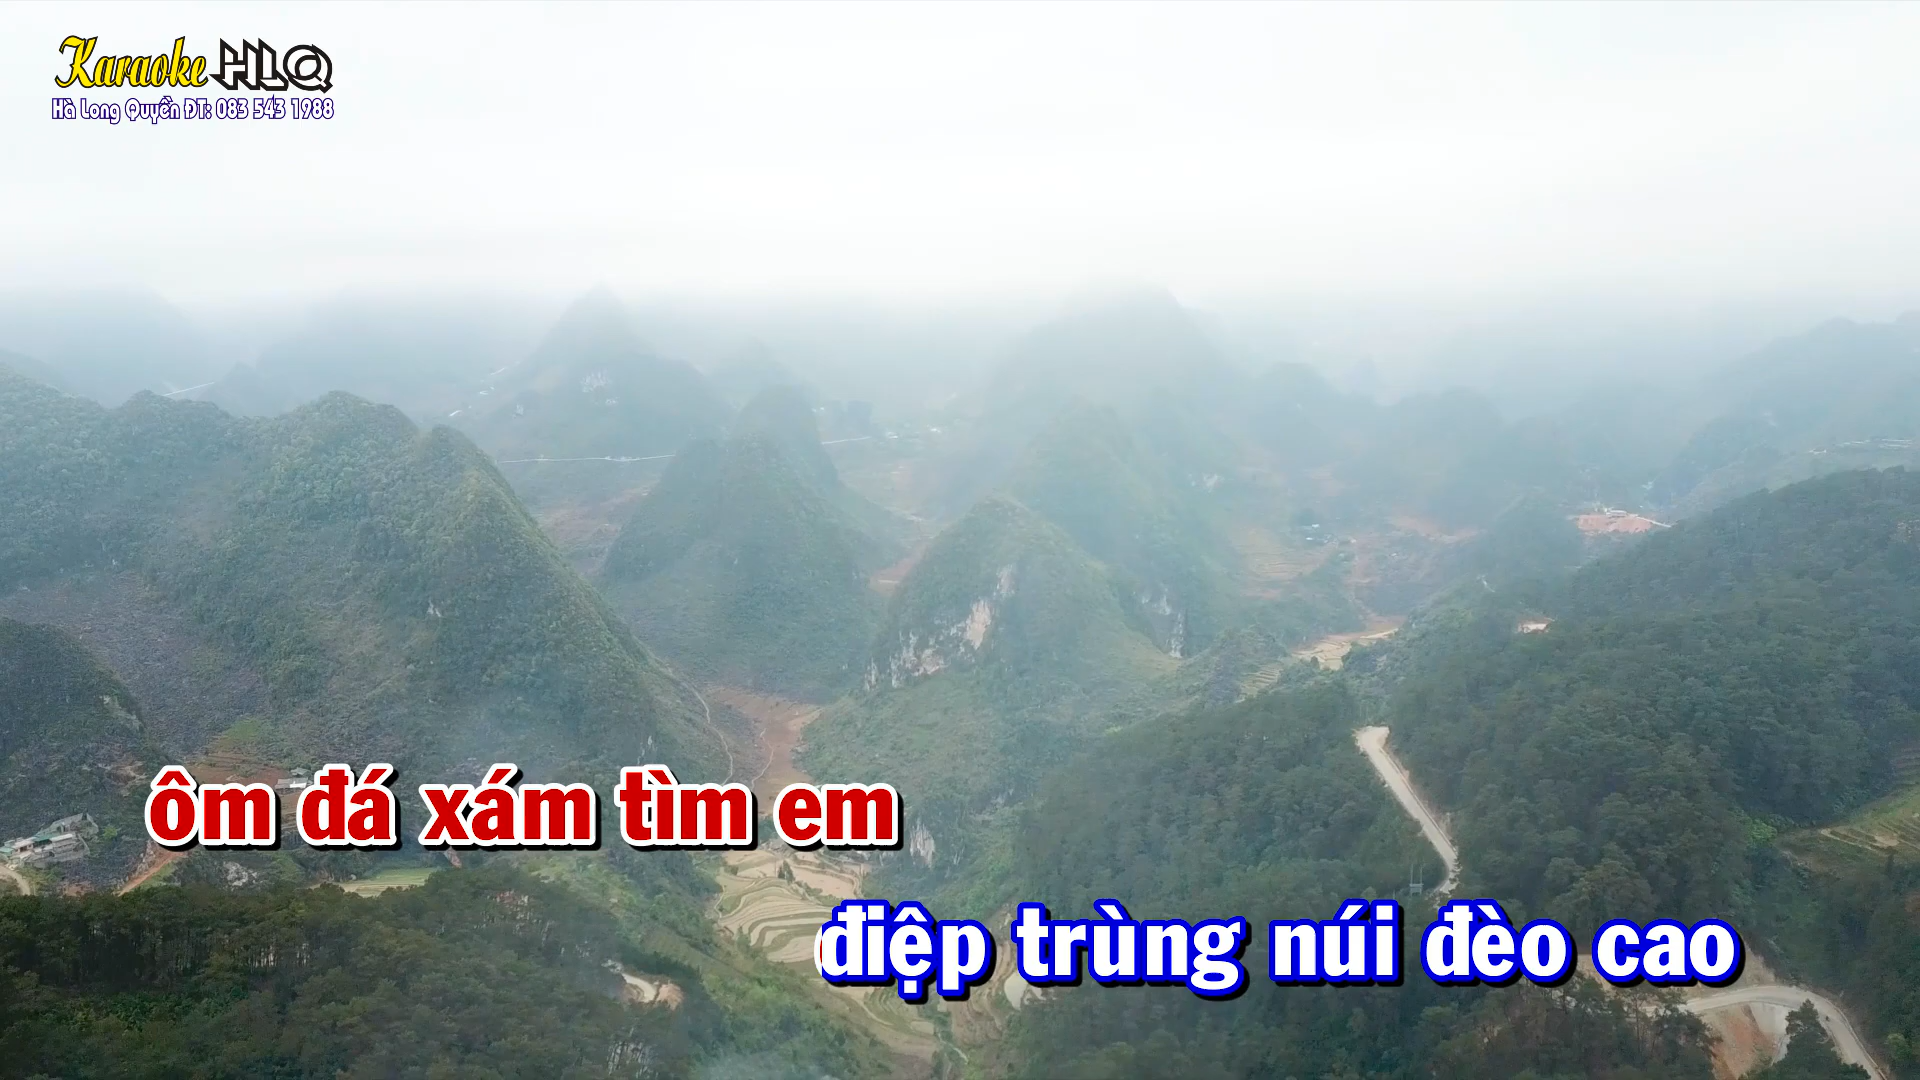 Karaoke HLQ
Hà Long Quyền ĐT: 083 543 1988
ôm đá xám tìm em
điệp trùng núi đèo cao